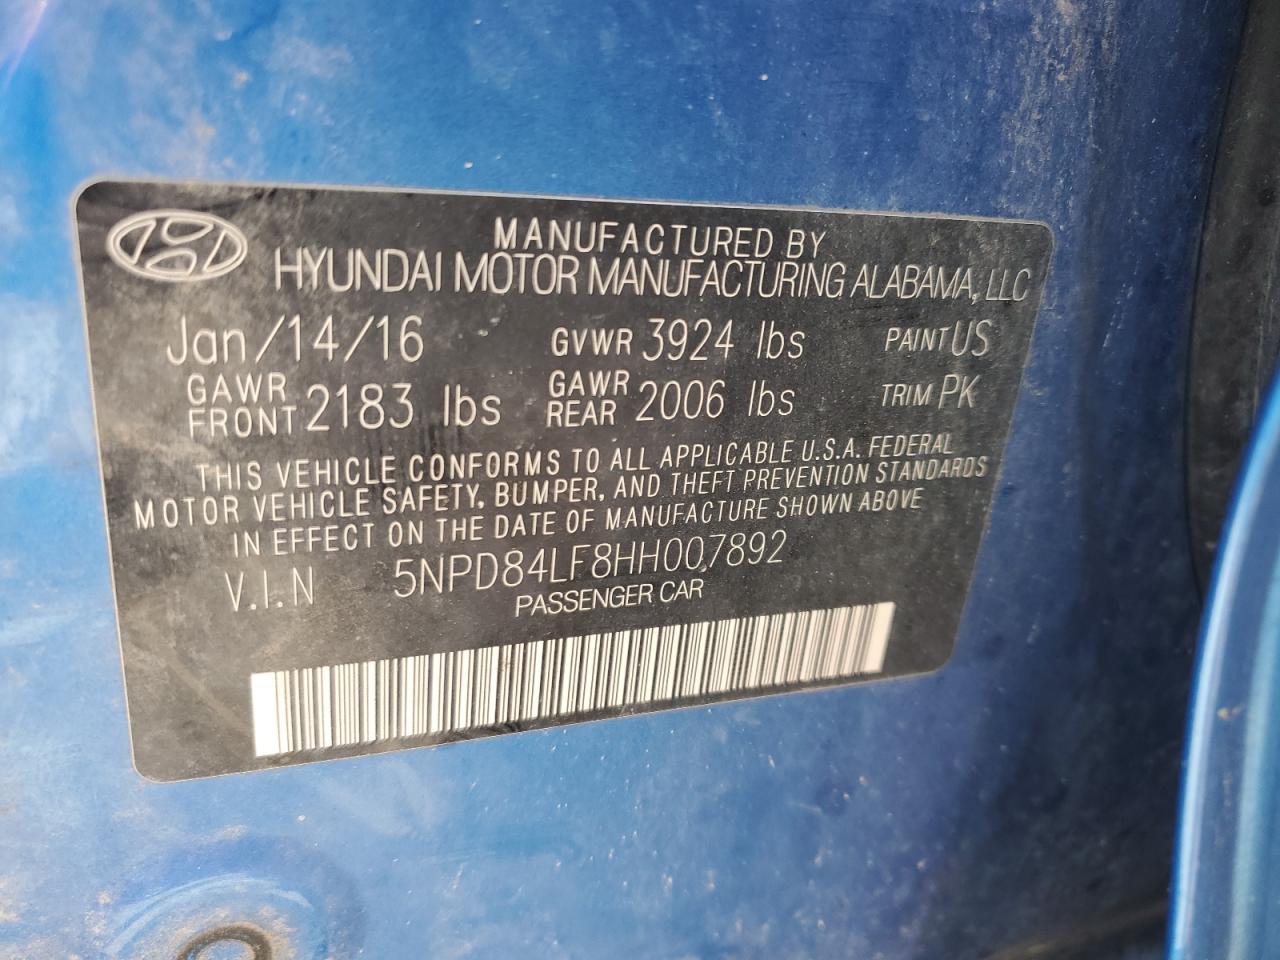 MANUFACTURED BY
HYUNDAI MOTOR MANUFACTURING ALABAMA, LLC
Jan/14/16 GVWR 3924 lbs PAINT US
GAWR FRONT 2183 lbs GAWR REAR 2006 lbs TRIM PK
THIS VEHICLE CONFORMS TO ALL APPLICABLE U.S.A. FEDERAL
MOTOR VEHICLE SAFETY, BUMPER, AND THEFT PREVENTION STANDARDS
IN EFFECT ON THE DATE OF MANUFACTURE SHOWN ABOVE
V.I.N 5NPD84LF8HH007892
PASSENGER CAR